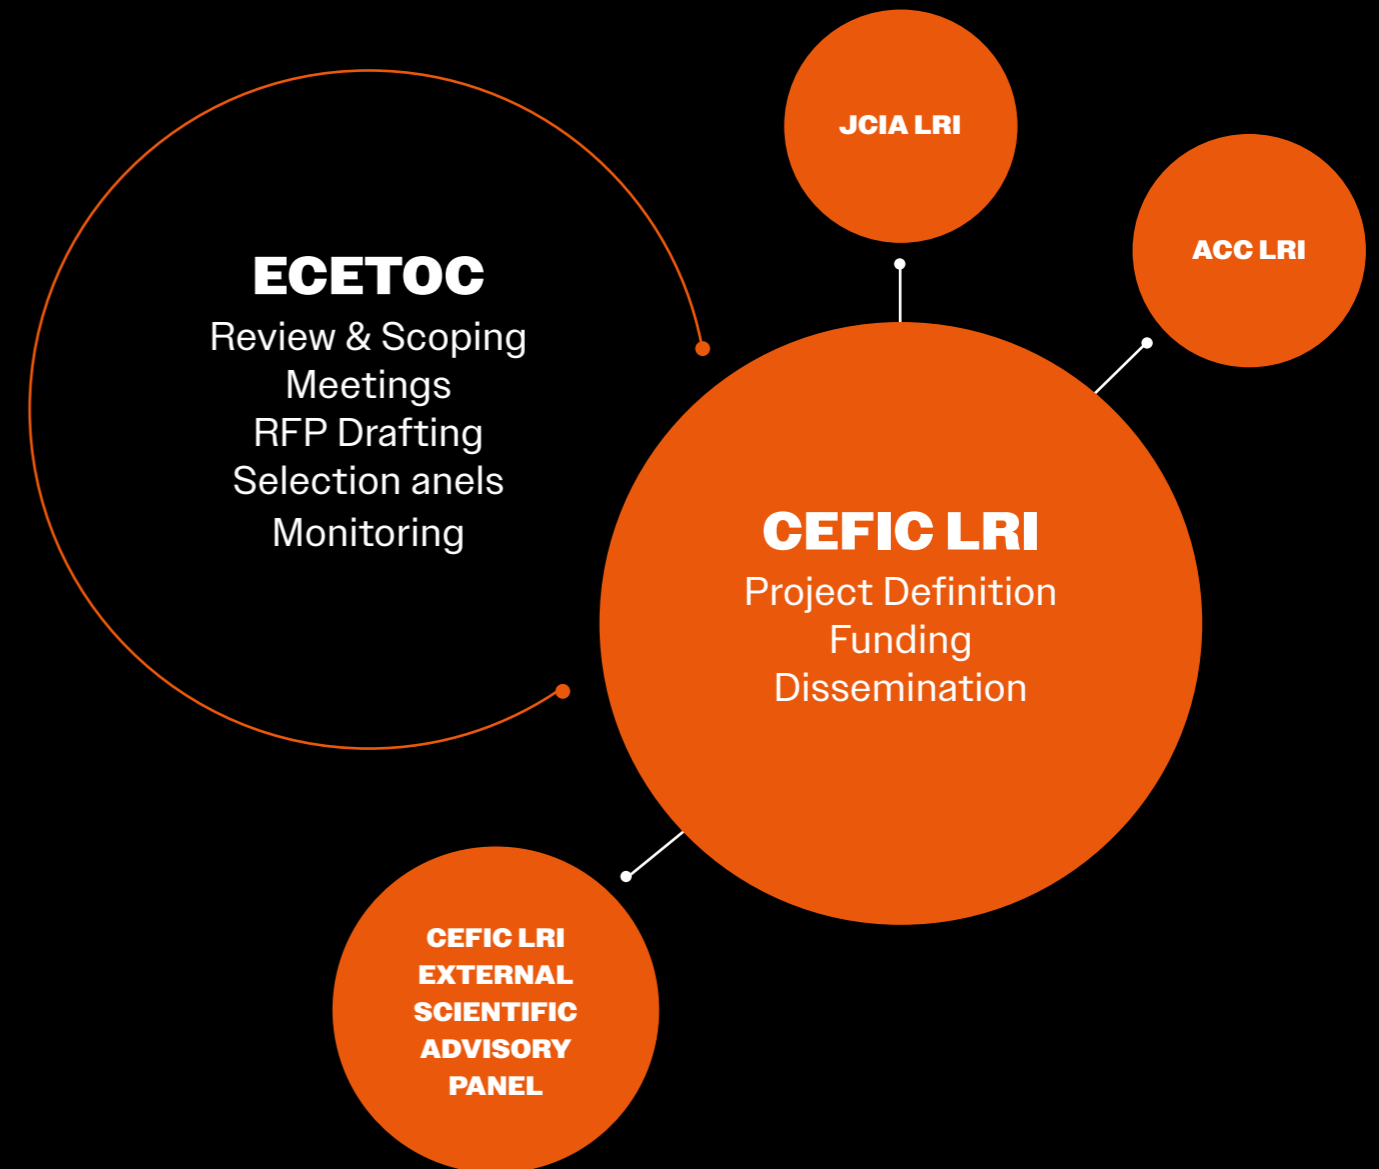 JCIA LRI
ACC LRI
ECETOC
Review & Scoping
Meetings
RFP Drafting
Selection anels
Monitoring
CEFIC LRI
Project Definition
Funding
Dissemination
CEFIC LRI
EXTERNAL
SCIENTIFIC
ADVISORY
PANEL